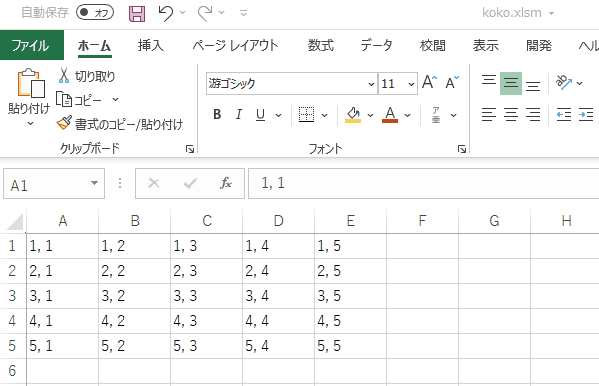 自動保存 オフ koko.xlsm
ファイル ホーム 挿入 ページ レイアウト 数式 データ 校閲 表示 開発 ヘル
切り取り
貼り付け コピー
書式のコピー/貼り付け
クリップボード
游ゴシック 11 A A
B I U A ア 亜
フォント
A1 fx 1, 1
A B C D E F G H
1 1, 1 1, 2 1, 3 1, 4 1, 5
2 2, 1 2, 2 2, 3 2, 4 2, 5
3 3, 1 3, 2 3, 3 3, 4 3, 5
4 4, 1 4, 2 4, 3 4, 4 4, 5
5 5, 1 5, 2 5, 3 5, 4 5, 5
6